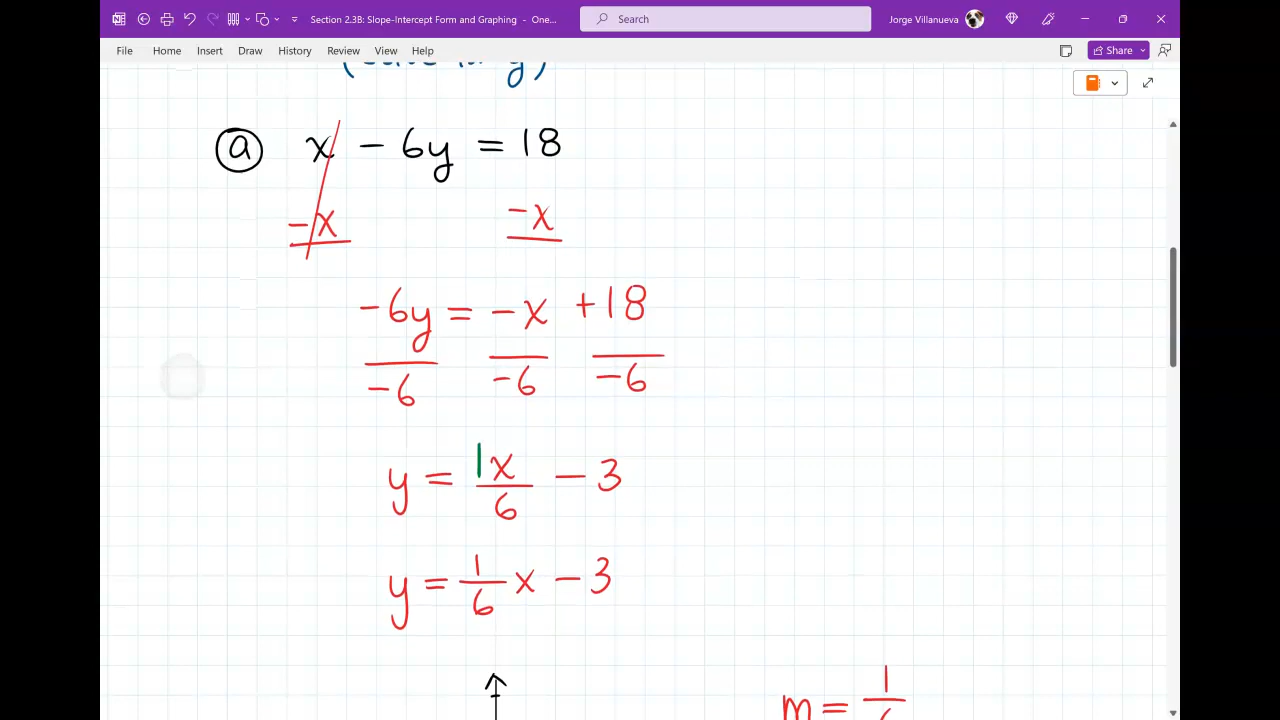 Section 2.3B: Slope-Intercept Form and Graphing - One...
Search
Jorge Villanueva
File Home Insert Draw History Review View Help
Share
(a) x - 6y = 18
-x -x
-6y = -x + 18
-6 -6 -6
y = 1x/6 - 3
y = 1/6 x - 3
m = 1/6